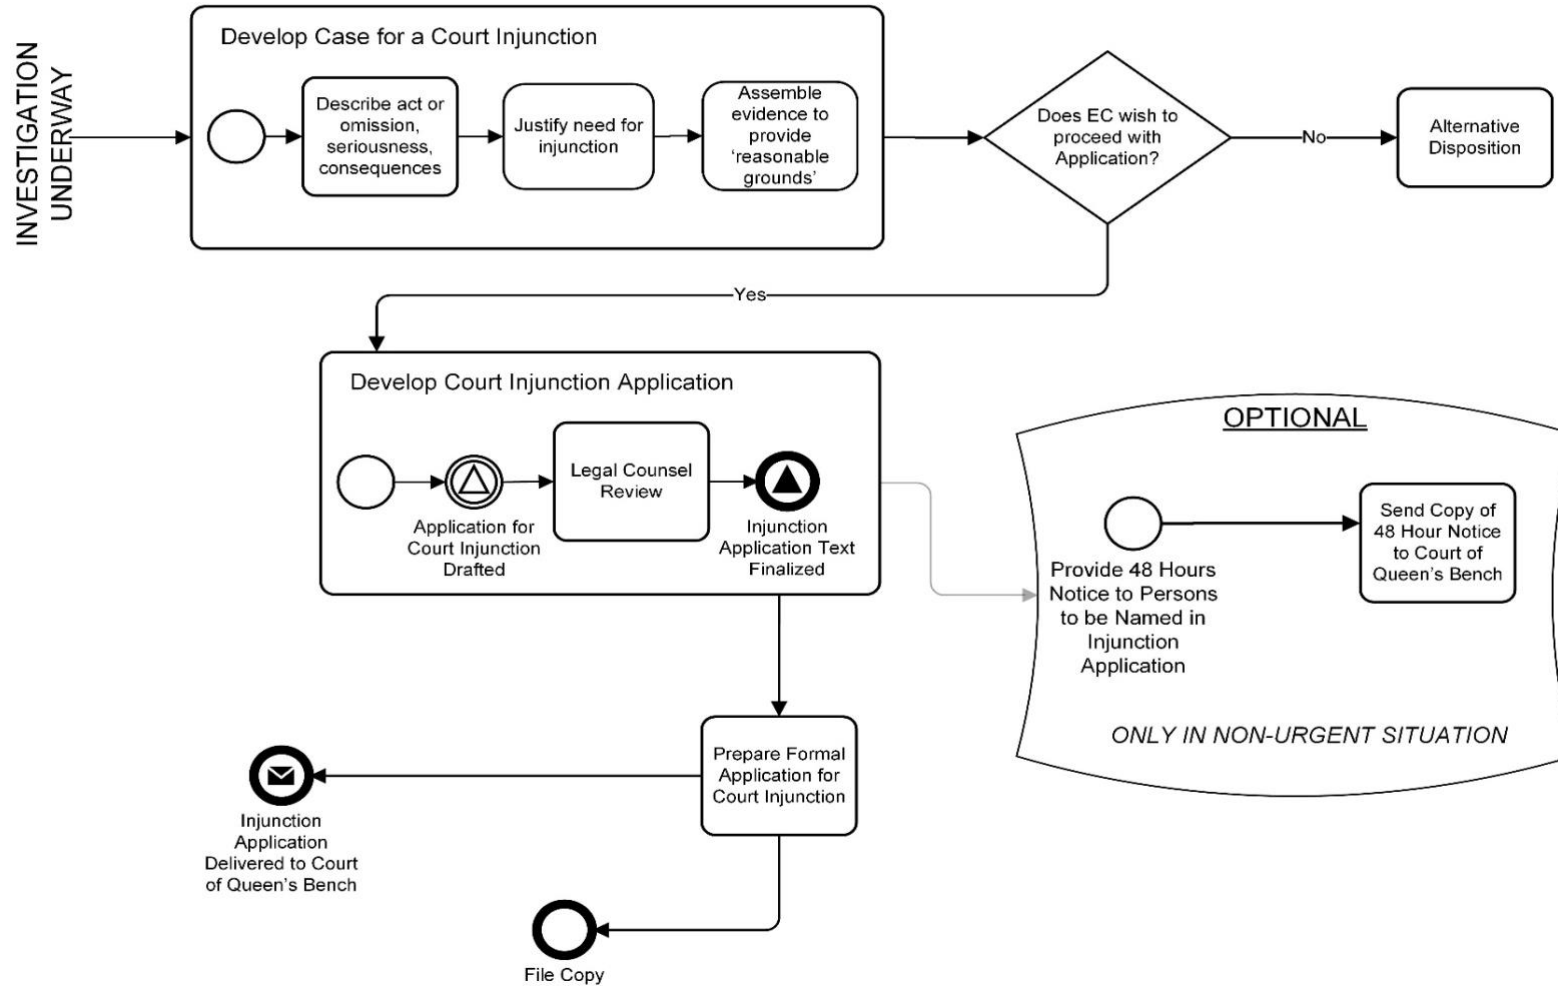 INVESTIGATION
UNDERWAY
Develop Case for a Court Injunction
Describe act or
omission,
seriousness,
consequences
Justify need for
injunction
Assemble
evidence to
provide
‘reasonable
grounds’
Does EC wish to
proceed with
Application?
No
Alternative
Disposition
Yes
Develop Court Injunction Application
Application for
Court Injunction
Drafted
Legal Counsel
Review
Injunction
Application Text
Finalized
OPTIONAL
Provide 48 Hours
Notice to Persons
to be Named in
Injunction
Application
Send Copy of
48 Hour Notice
to Court of
Queen’s Bench
ONLY IN NON-URGENT SITUATION
Prepare Formal
Application for
Court Injunction
Injunction
Application
Delivered to Court
of Queen’s Bench
File Copy